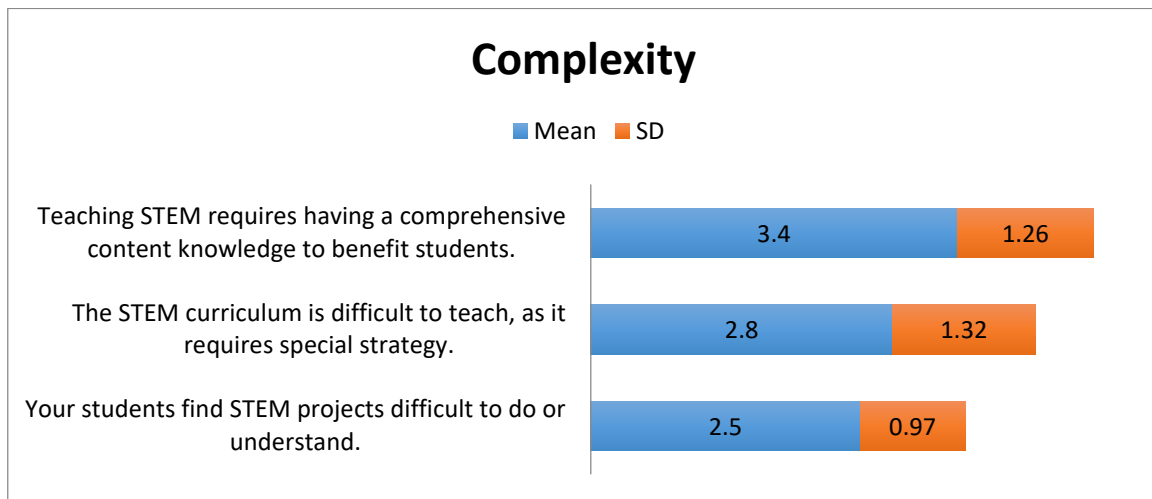 Complexity
Mean SD
Teaching STEM requires having a comprehensive
content knowledge to benefit students.
3.4 1.26
The STEM curriculum is difficult to teach, as it
requires special strategy.
2.8 1.32
Your students find STEM projects difficult to do or
understand.
2.5 0.97